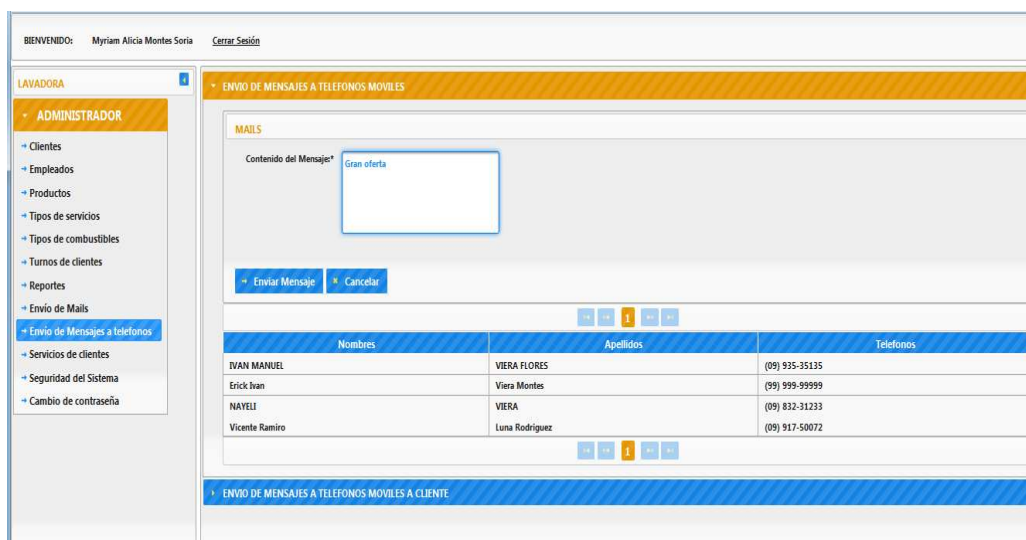 BIENVENIDO: Myriam Alicia Montes Soria Cerrar Sesión
LAVADORA
ADMINISTRADOR
Clientes
Empleados
Productos
Tipos de servicios
Tipos de combustibles
Turnos de clientes
Reportes
Envío de Mails
Envío de Mensajes a telefonos
Servicios de clientes
Seguridad del Sistema
Cambio de contraseña
ENVIO DE MENSAJES A TELEFONOS MOVILES
MAILS
Contenido del Mensaje:* Gran oferta
Enviar Mensaje Cancelar
1
Nombres Apellidos Telefonos
IVAN MANUEL VIERA FLORES (09) 935-35135
Erick Ivan Viera Montes (99) 999-99999
NAYELI VIERA (09) 832-31233
Vicente Ramiro Luna Rodriguez (09) 917-50072
1
ENVIO DE MENSAJES A TELEFONOS MOVILES A CLIENTE